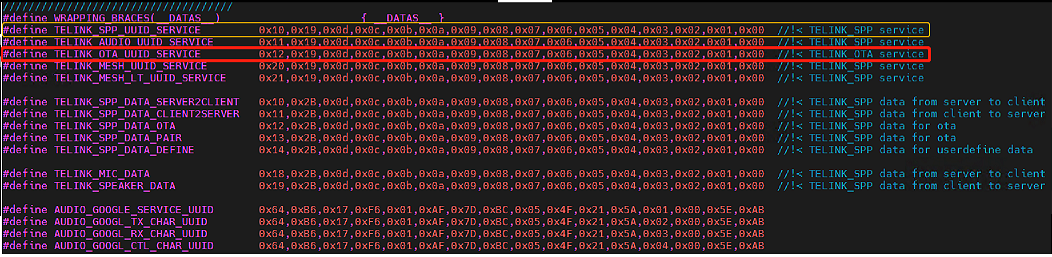 ////////////////////////////////////
#define WRAPPING_BRACES(__DATAS__) { __DATAS__ }
#define TELINK_SPP_UUID_SERVICE 0x10,0x19,0x0d,0x0c,0x0b,0x0a,0x09,0x08,0x07,0x06,0x05,0x04,0x03,0x02,0x01,0x00 //!< TELINK_SPP service
#define TELINK_AUDIO_UUID_SERVICE 0x11,0x19,0x0d,0x0c,0x0b,0x0a,0x09,0x08,0x07,0x06,0x05,0x04,0x03,0x02,0x01,0x00 //!< TELINK_SPP service
#define TELINK_OTA_UUID_SERVICE 0x12,0x19,0x0d,0x0c,0x0b,0x0a,0x09,0x08,0x07,0x06,0x05,0x04,0x03,0x02,0x01,0x00 //!< TELINK_OTA service
#define TELINK_MESH_UUID_SERVICE 0x20,0x19,0x0d,0x0c,0x0b,0x0a,0x09,0x08,0x07,0x06,0x05,0x04,0x03,0x02,0x01,0x00 //!< TELINK_SPP service
#define TELINK_MESH_LT_UUID_SERVICE 0x21,0x19,0x0d,0x0c,0x0b,0x0a,0x09,0x08,0x07,0x06,0x05,0x04,0x03,0x02,0x01,0x00 //!< TELINK_SPP service
#define TELINK_SPP_DATA_SERVER2CLIENT 0x10,0x2B,0x0d,0x0c,0x0b,0x0a,0x09,0x08,0x07,0x06,0x05,0x04,0x03,0x02,0x01,0x00 //!< TELINK_SPP data from server to client
#define TELINK_SPP_DATA_CLIENT2SERVER 0x11,0x2B,0x0d,0x0c,0x0b,0x0a,0x09,0x08,0x07,0x06,0x05,0x04,0x03,0x02,0x01,0x00 //!< TELINK_SPP data from client to server
#define TELINK_SPP_DATA_OTA 0x12,0x2B,0x0d,0x0c,0x0b,0x0a,0x09,0x08,0x07,0x06,0x05,0x04,0x03,0x02,0x01,0x00 //!< TELINK_SPP data for ota
#define TELINK_SPP_DATA_PAIR 0x13,0x2B,0x0d,0x0c,0x0b,0x0a,0x09,0x08,0x07,0x06,0x05,0x04,0x03,0x02,0x01,0x00 //!< TELINK_SPP data for ota
#define TELINK_SPP_DATA_DEFINE 0x14,0x2B,0x0d,0x0c,0x0b,0x0a,0x09,0x08,0x07,0x06,0x05,0x04,0x03,0x02,0x01,0x00 //!< TELINK_SPP data for userdefine data
#define TELINK_MIC_DATA 0x18,0x2B,0x0d,0x0c,0x0b,0x0a,0x09,0x08,0x07,0x06,0x05,0x04,0x03,0x02,0x01,0x00 //!< TELINK_SPP data from server to client
#define TELINK_SPEAKER_DATA 0x19,0x2B,0x0d,0x0c,0x0b,0x0a,0x09,0x08,0x07,0x06,0x05,0x04,0x03,0x02,0x01,0x00 //!< TELINK_SPP data from client to server
#define AUDIO_GOOGLE_SERVICE_UUID 0x64,0xB6,0x17,0xF6,0x01,0xAF,0x7D,0xBC,0x05,0x4F,0x21,0x5A,0x01,0x00,0x5E,0xAB
#define AUDIO_GOOGL_TX_CHAR_UUID 0x64,0xB6,0x17,0xF6,0x01,0xAF,0x7D,0xBC,0x05,0x4F,0x21,0x5A,0x02,0x00,0x5E,0xAB
#define AUDIO_GOOGL_RX_CHAR_UUID 0x64,0xB6,0x17,0xF6,0x01,0xAF,0x7D,0xBC,0x05,0x4F,0x21,0x5A,0x03,0x00,0x5E,0xAB
#define AUDIO_GOOGL_CTL_CHAR_UUID 0x64,0xB6,0x17,0xF6,0x01,0xAF,0x7D,0xBC,0x05,0x4F,0x21,0x5A,0x04,0x00,0x5E,0xAB